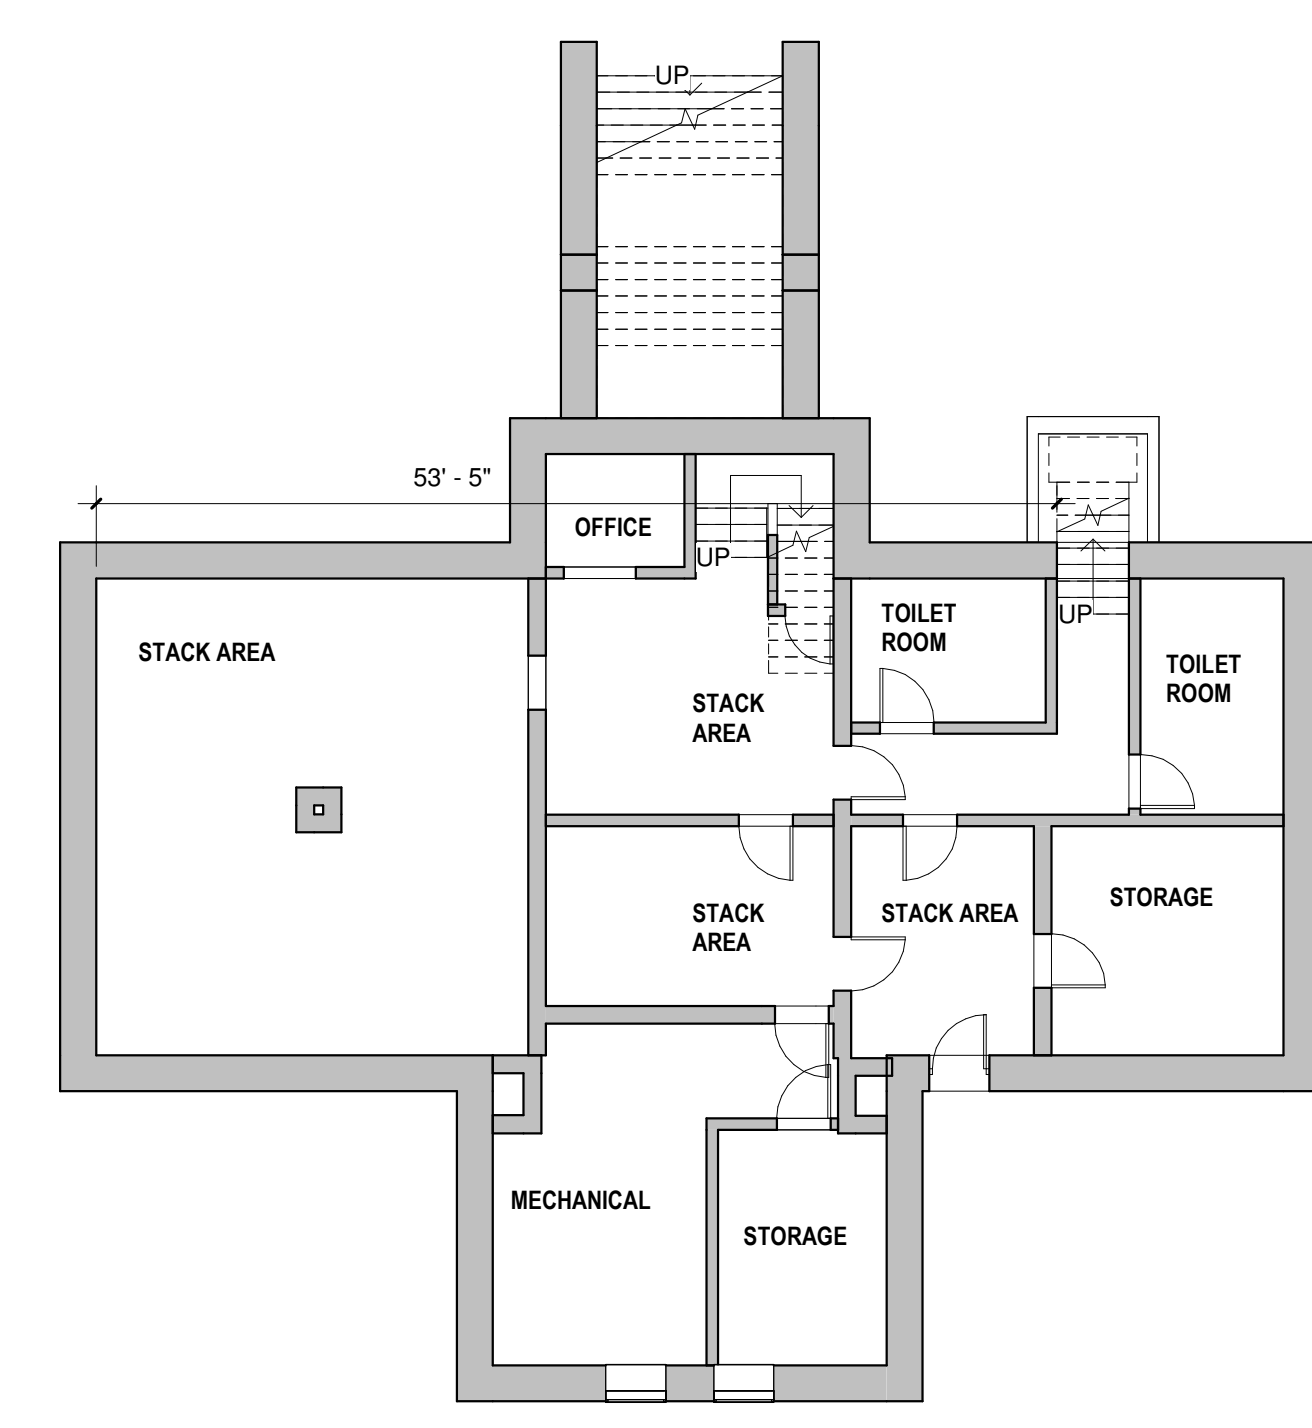 UP
53' - 5"
OFFICE
UP
STACK AREA
TOILET
ROOM
UP
TOILET
ROOM
STACK
AREA
STACK
AREA
STACK AREA
STORAGE
MECHANICAL
STORAGE